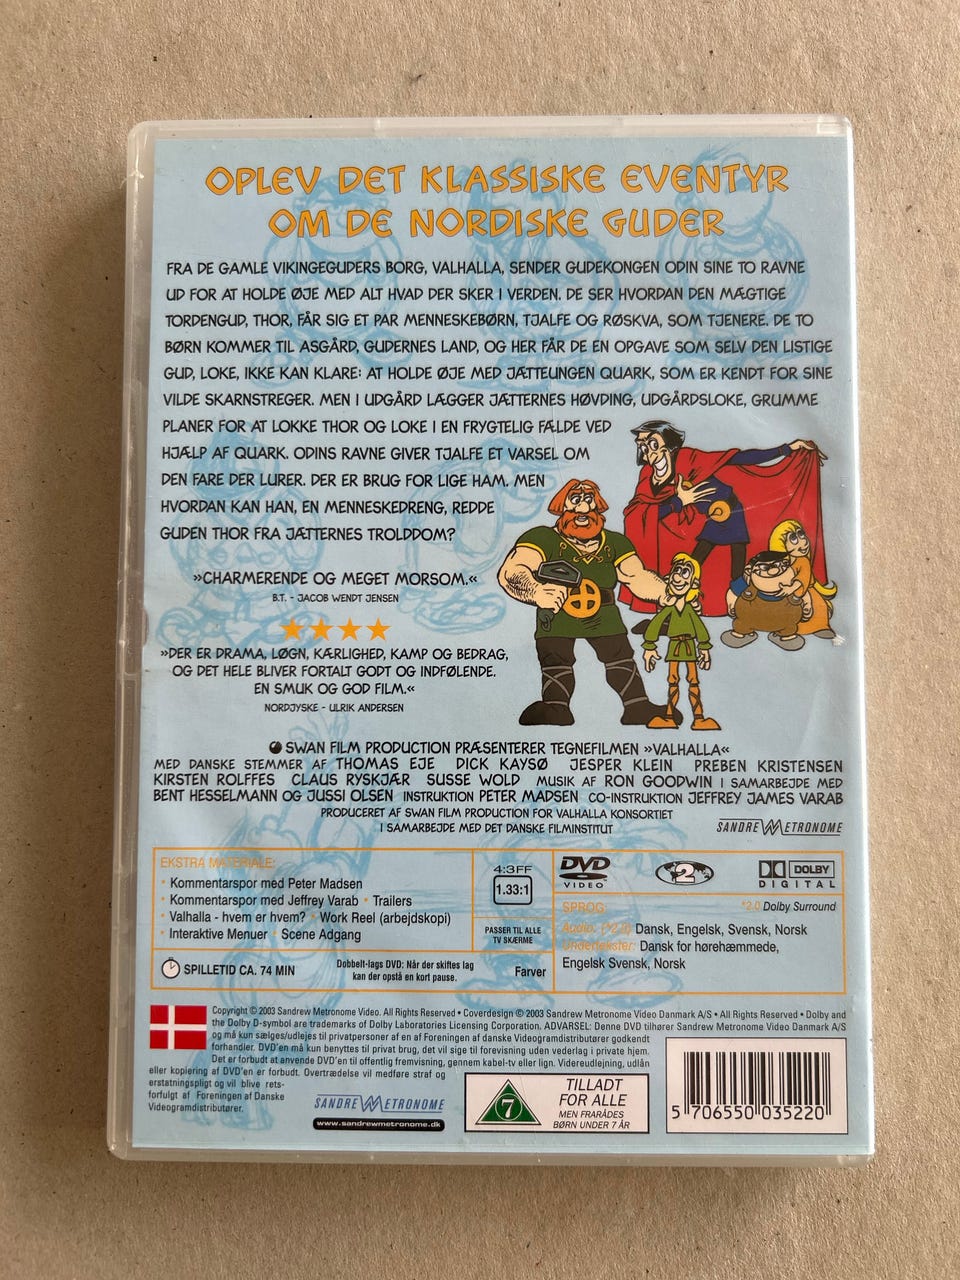 OPLEV DET KLASSISKE EVENTYR
OM DE NORDISKE GUDER
FRA DE GAMLE VIKINGEGUDERS BORG, VALHALLA, SENDER GUDEKONGEN ODIN SINE TO RAVNE
UD FOR AT HOLDE ØJE MED ALT HVAD DER SKER I VERDEN. DE SER HVORDAN DEN MÆGTIGE
TORDENGUD, THOR, FÅR SIG ET PAR MENNESKEBØRN, TJALFE OG RØSKVA, SOM TJENERE. DE TO
BØRN KOMMER TIL ASGÅRD, GUDERNES LAND, OG HER FÅR DE EN OPGAVE SOM SELV DEN LISTIGE
GUD, LOKE, IKKE KAN KLARE: AT HOLDE ØJE MED JÆTTEUNGEN QUARK, SOM ER KENDT FOR SINE
VILDE SKARNSTREGER. MEN I UDGÅRD LÆGGER JÆTTERNES HØVDING, UDGÅRDSLOKE, GRUMME
PLANER FOR AT LOKKE THOR OG LOKE I EN FRYGTELIG FÆLDE VED
HJÆLP AF QUARK. ODINS RAVNE GIVER TJALFE ET VARSEL OM
DEN FARE DER LURER. DER ER BRUG FOR LIGE HAM. MEN
HVORDAN KAN HAN, EN MENNESKEDRENG, REDDE
GUDEN THOR FRA JÆTTERNES TROLDDOM?
»CHARMERENDE OG MEGET MORSOM.«
B.T. - JACOB WENDT JENSEN
»DER ER DRAMA, LØGN, KÆRLIGHED, KAMP OG BEDRAG,
OG DET HELE BLIVER FORTALT GODT OG INDFØLENDE.
EN SMUK OG GOD FILM.«
NORDJYSKE - ULRIK ANDERSEN
SWAN FILM PRODUCTION PRÆSENTERER TEGNEFILMEN »VALHALLA«
MED DANSKE STEMMER AF THOMAS EJE DICK KAYSØ JESPER KLEIN PREBEN KRISTENSEN
KIRSTEN ROLFFES CLAUS RYSKJÆR SUSSE WOLD MUSIK AF RON GOODWIN I SAMARBEJDE MED
BENT HESSELMANN OG JUSSI OLSEN INSTRUKTION PETER MADSEN CO-INSTRUKTION JEFFREY JAMES VARAB
PRODUCERET AF SWAN FILM PRODUCTION FOR VALHALLA KONSORTIET
I SAMARBEJDE MED DET DANSKE FILMINSTITUT
SANDREW METRONOME
EKSTRA MATERIALE:
• Kommentarspor med Peter Madsen
• Kommentarspor med Jeffrey Varab • Trailers
• Valhalla - hvem er hvem? • Work Reel (arbejdskopi)
• Interaktive Menuer • Scene Adgang
4:3FF
1.33:1
PASSER TIL ALLE
TV SKÆRME
DVD
VIDEO
2
DOLBY
DIGITAL
*2.0 Dolby Surround
SPROG:
Audio: (*2.0) Dansk, Engelsk, Svensk, Norsk
Undertekster: Dansk for hørehæmmede,
Engelsk Svensk, Norsk
SPILLETID CA. 74 MIN
Dobbelt-lags DVD: Når der skiftes lag
kan der opstå en kort pause.
Farver
Copyright © 2003 Sandrew Metronome Video. All Rights Reserved • Coverdesign © 2003 Sandrew Metronome Video Danmark A/S • All Rights Reserved • Dolby and
the Dolby D-symbol are trademarks of Dolby Laboratories Licensing Corporation. ADVARSEL: Denne DVD tilhører Sandrew Metronome Video Danmark A/S
og må kun sælges/udlejes til privatpersoner af en af Foreningen af danske Videogramdistributører godkendt
forhandler. DVD'en må kun benyttes til privat brug, det vil sige til forevisning uden vederlag i private hjem.
Det er forbudt at anvende DVD'en til offentlig fremvisning, gennem kabel-tv eller lign. Videreudlejning, udlån
eller kopiering af DVD'en er forbudt. Overtrædelse vil medføre straf og
erstatningspligt og vil blive rets-
forfulgt af Foreningen af Danske
Videogramdistributører.
SANDREW METRONOME
www.sandrewmetronome.dk
7
TILLADT
FOR ALLE
MEN FRARÅDES
BØRN UNDER 7 ÅR
5 706550 035220